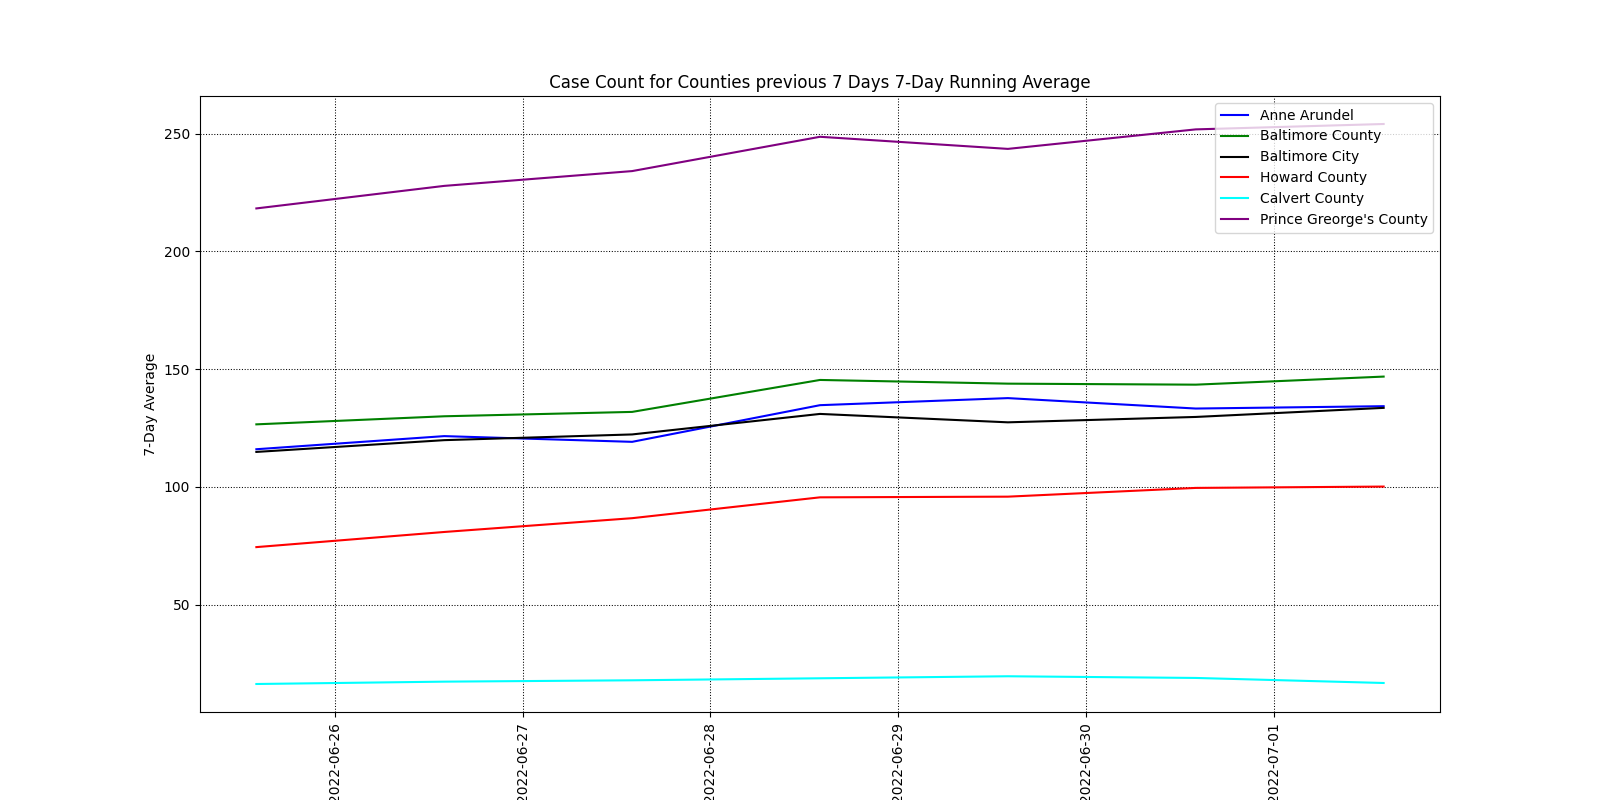 Case Count for Counties previous 7 Days 7-Day Running Average
Anne Arundel
Baltimore County
Baltimore City
Howard County
Calvert County
Prince Greorge's County
7-Day Average
250
200
150
100
50
2022-06-26
2022-06-27
2022-06-28
2022-06-29
2022-06-30
2022-07-01